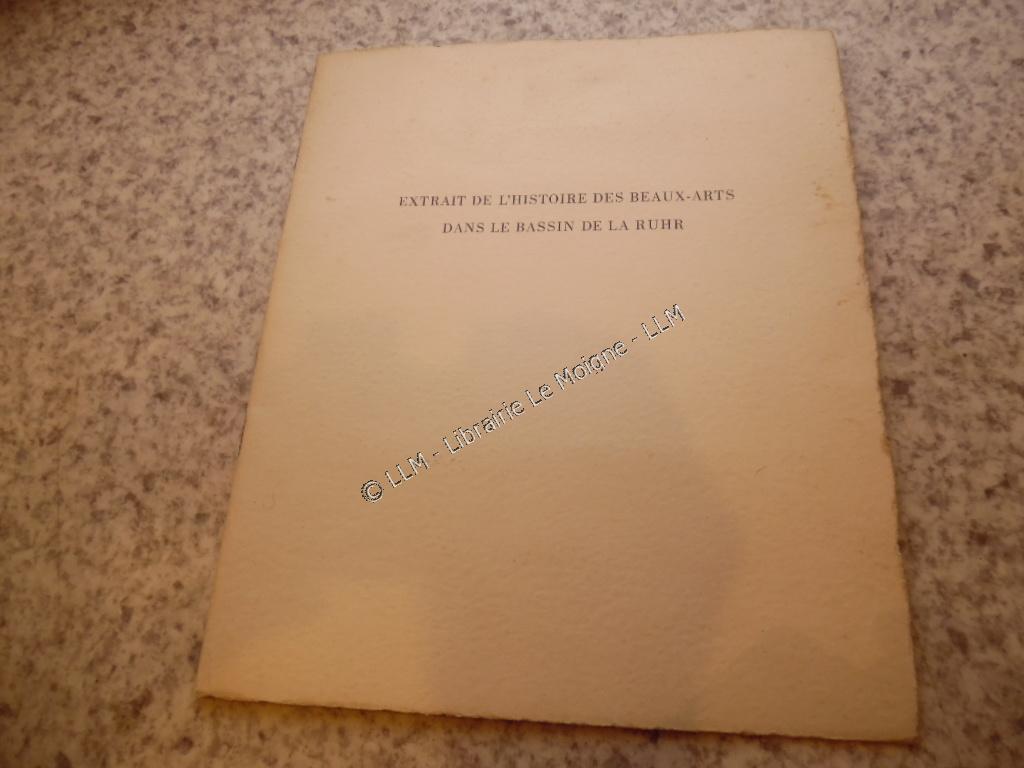 EXTRAIT DE L'HISTOIRE DES BEAUX-ARTS
DANS LE BASSIN DE LA RUHR
© LLM - Librairie Le Moigne - LLM